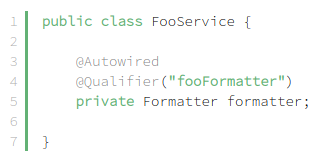 1 public class FooService {
2
3     @Autowired
4     @Qualifier("fooFormatter")
5     private Formatter formatter;
6
7 }